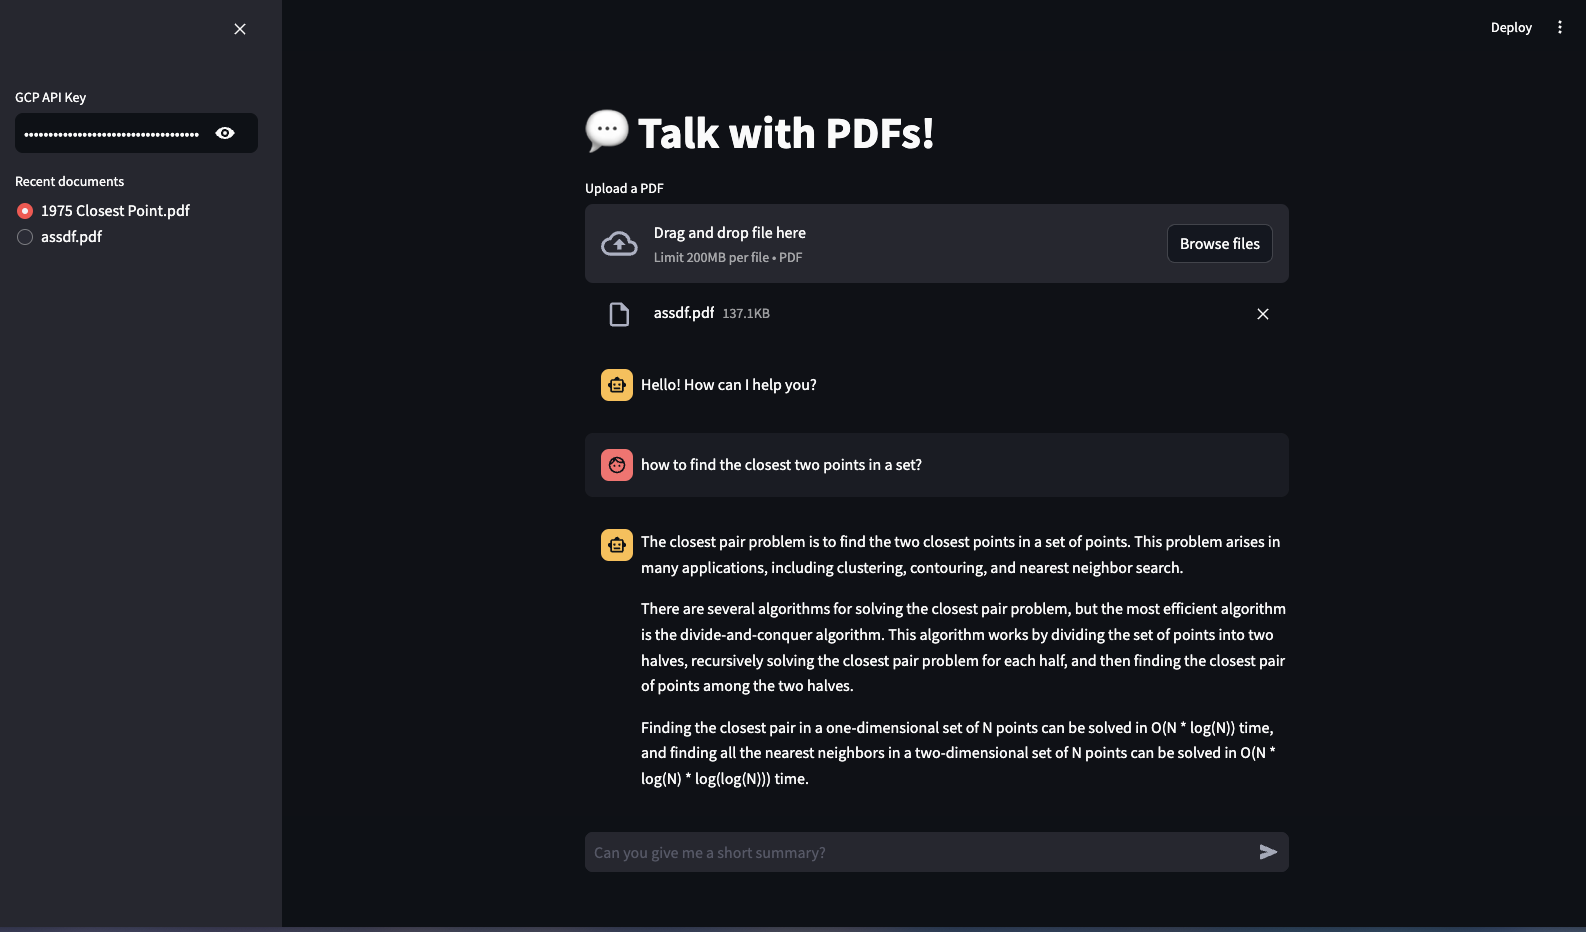 Deploy
GCP API Key
••••••••••••••••••••••••••••••••••••
Recent documents
1975 Closest Point.pdf
assdf.pdf
💬 Talk with PDFs!
Upload a PDF
Drag and drop file here
Limit 200MB per file • PDF
Browse files
assdf.pdf 137.1KB
Hello! How can I help you?
how to find the closest two points in a set?
The closest pair problem is to find the two closest points in a set of points. This problem arises in
many applications, including clustering, contouring, and nearest neighbor search.
There are several algorithms for solving the closest pair problem, but the most efficient algorithm
is the divide-and-conquer algorithm. This algorithm works by dividing the set of points into two
halves, recursively solving the closest pair problem for each half, and then finding the closest pair
of points among the two halves.
Finding the closest pair in a one-dimensional set of N points can be solved in O(N * log(N)) time,
and finding all the nearest neighbors in a two-dimensional set of N points can be solved in O(N *
log(N) * log(log(N))) time.
Can you give me a short summary?